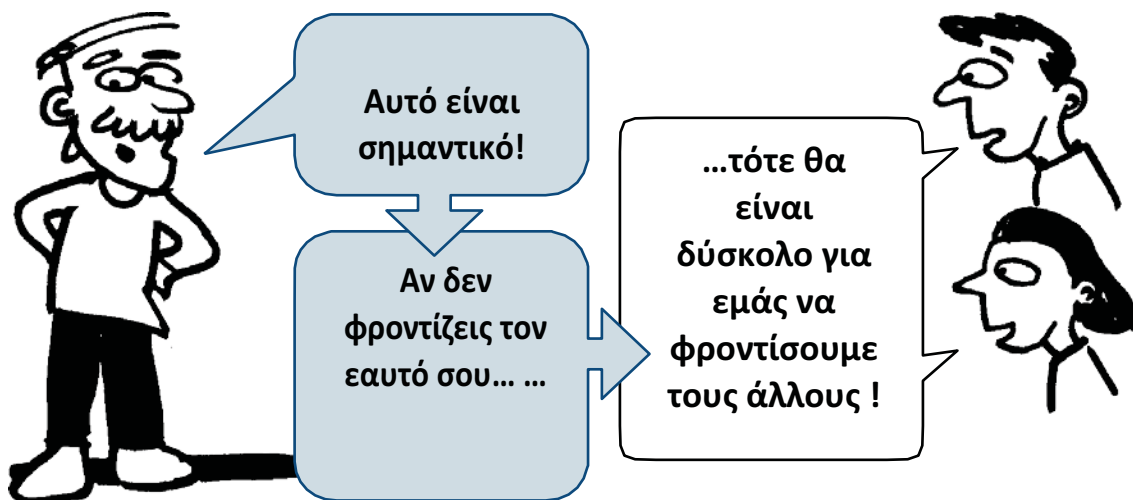 Αυτό είναι
σημαντικό!
Αν δεν
φροντίζεις τον
εαυτό σου... ...
...τότε θα
είναι
δύσκολο για
εμάς να
φροντίσουμε
τους άλλους !